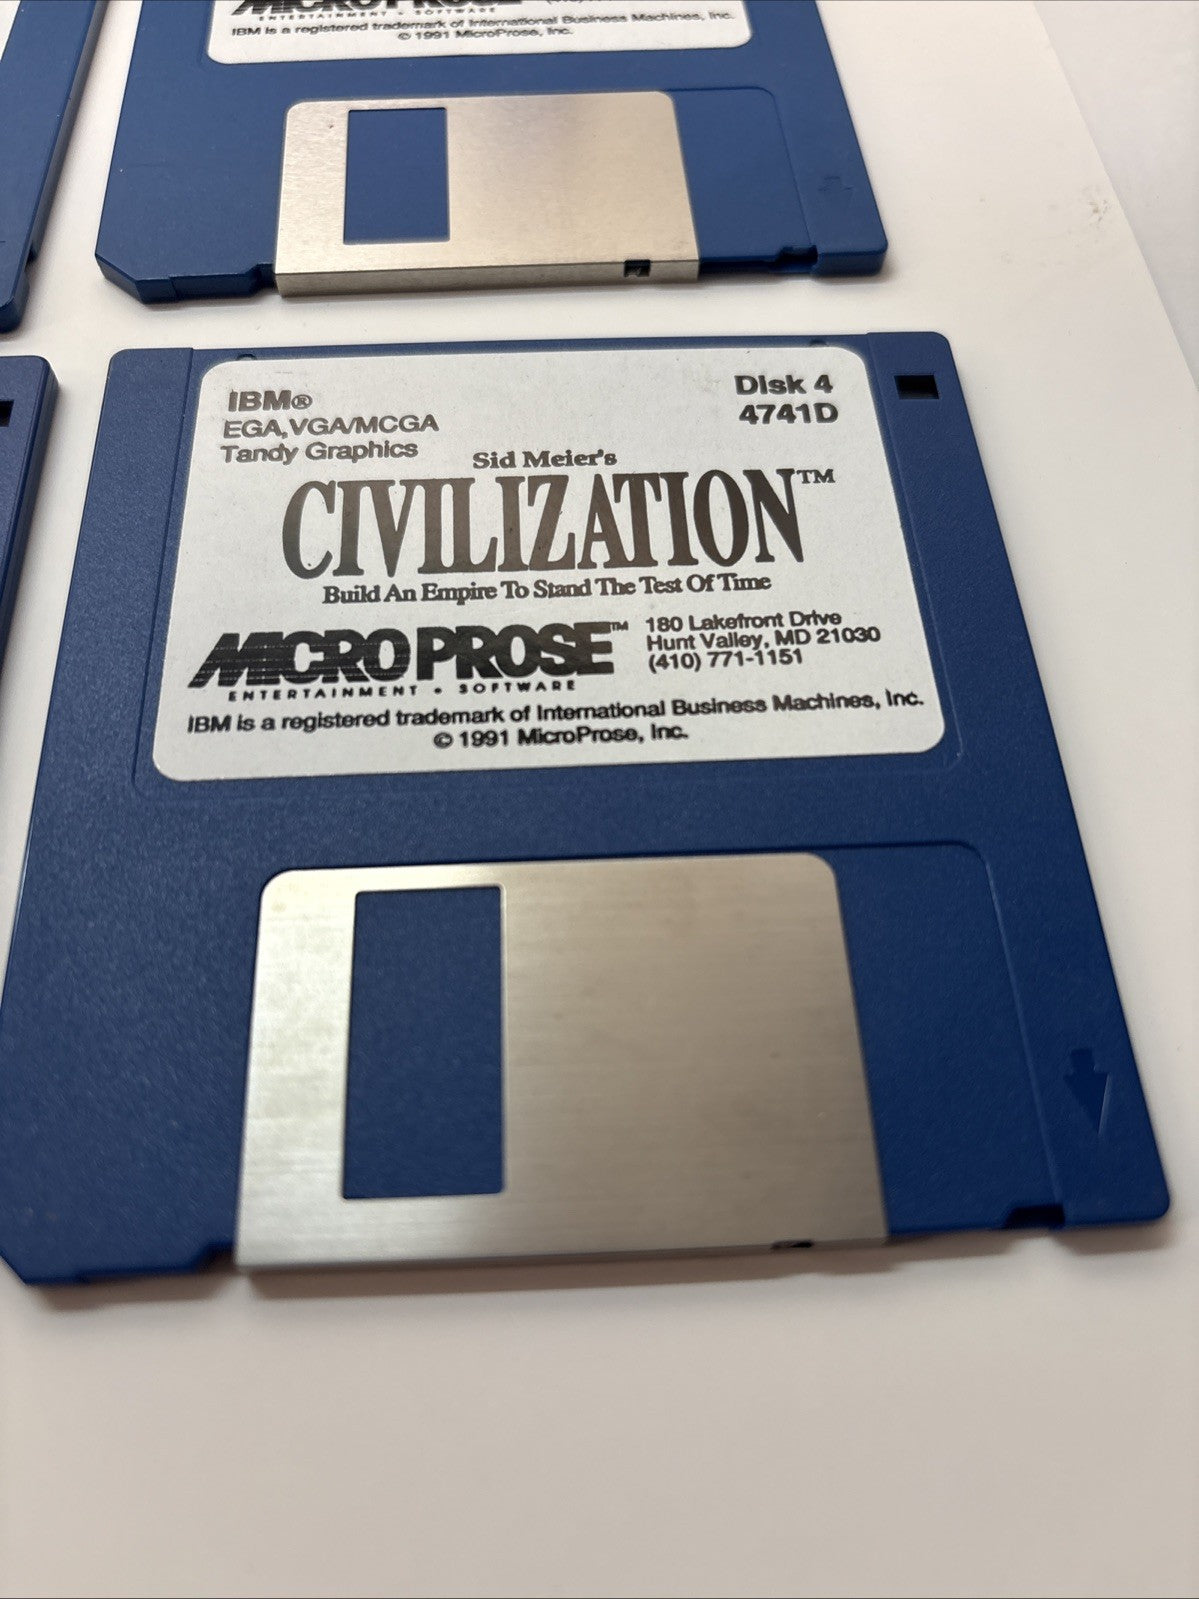 ENTERTAINMENT • SOFTWARE
IBM is a registered trademark of International Business Machines, Inc.
© 1991 MicroProse, Inc.
IBM®
EGA,VGA/MCGA
Tandy Graphics
Disk 4
4741D
Sid Meier's
CIVILIZATION™
Build An Empire To Stand The Test Of Time
MICROPROSE™
ENTERTAINMENT • SOFTWARE
180 Lakefront Drive
Hunt Valley, MD 21030
(410) 771-1151
IBM is a registered trademark of International Business Machines, Inc.
© 1991 MicroProse, Inc.